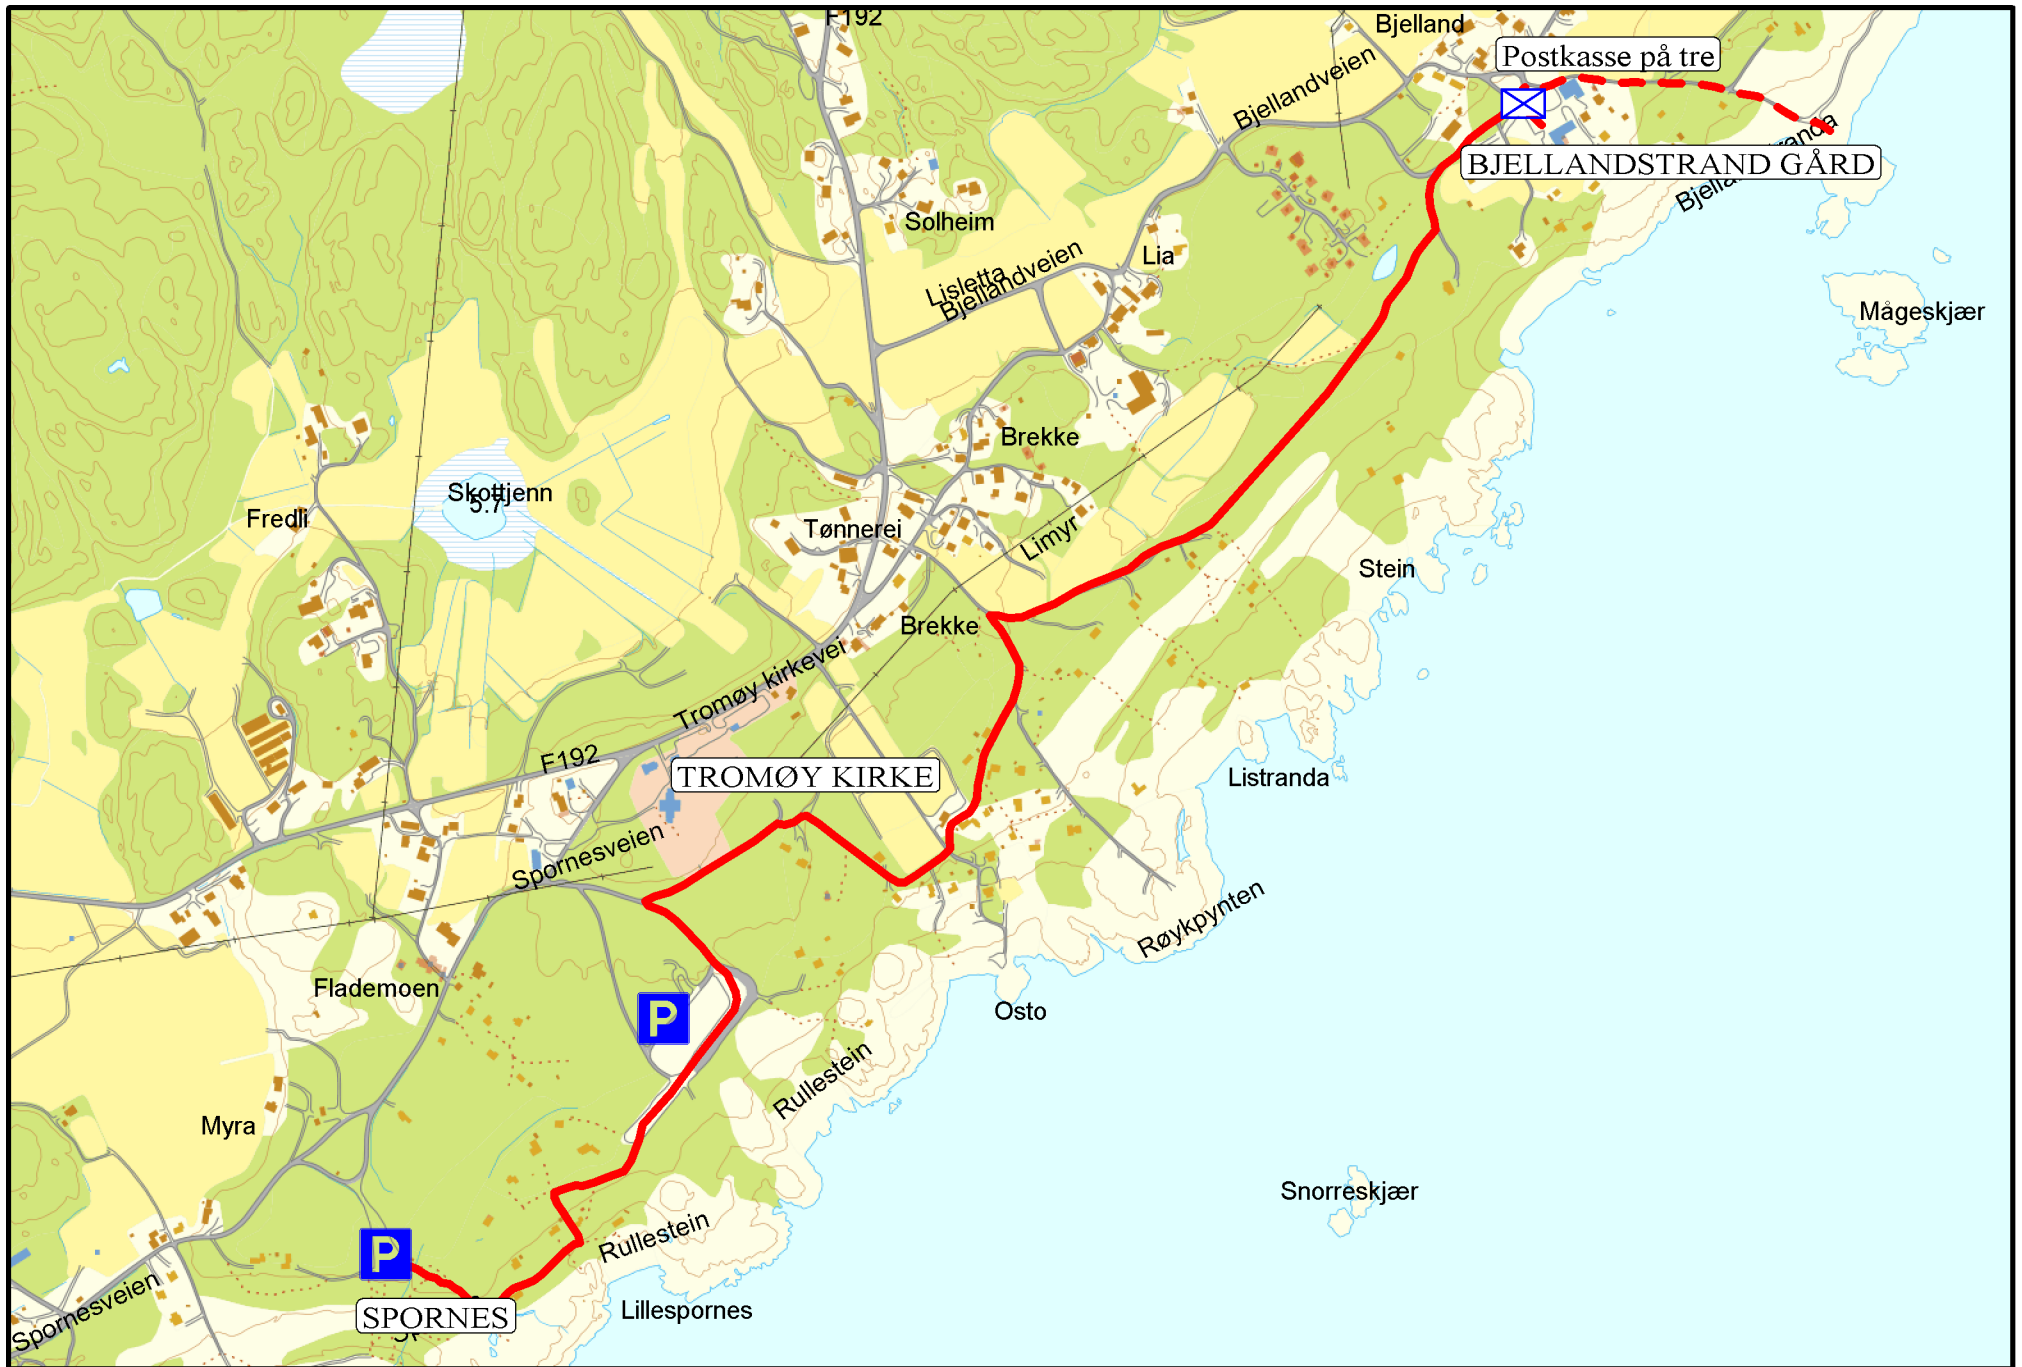 F192
Bjelland
Postkasse på tre
Bjellandveien
BJELLANDSTRAND GÅRD
Solheim
Lia
Lisletta
Bjellandveien
Mågeskjær
Brekke
Skottjenn
5.7
Fredli
Tønnerei
Limyr
Stein
Brekke
Tromøy kirkevei
F192
TROMØY KIRKE
Listranda
Spornesveien
Røykpynten
Flademoen
P
Osto
Rullestein
Myra
Snorreskjær
Rullestein
P
Spornesveien
SPORNES
Lillespornes